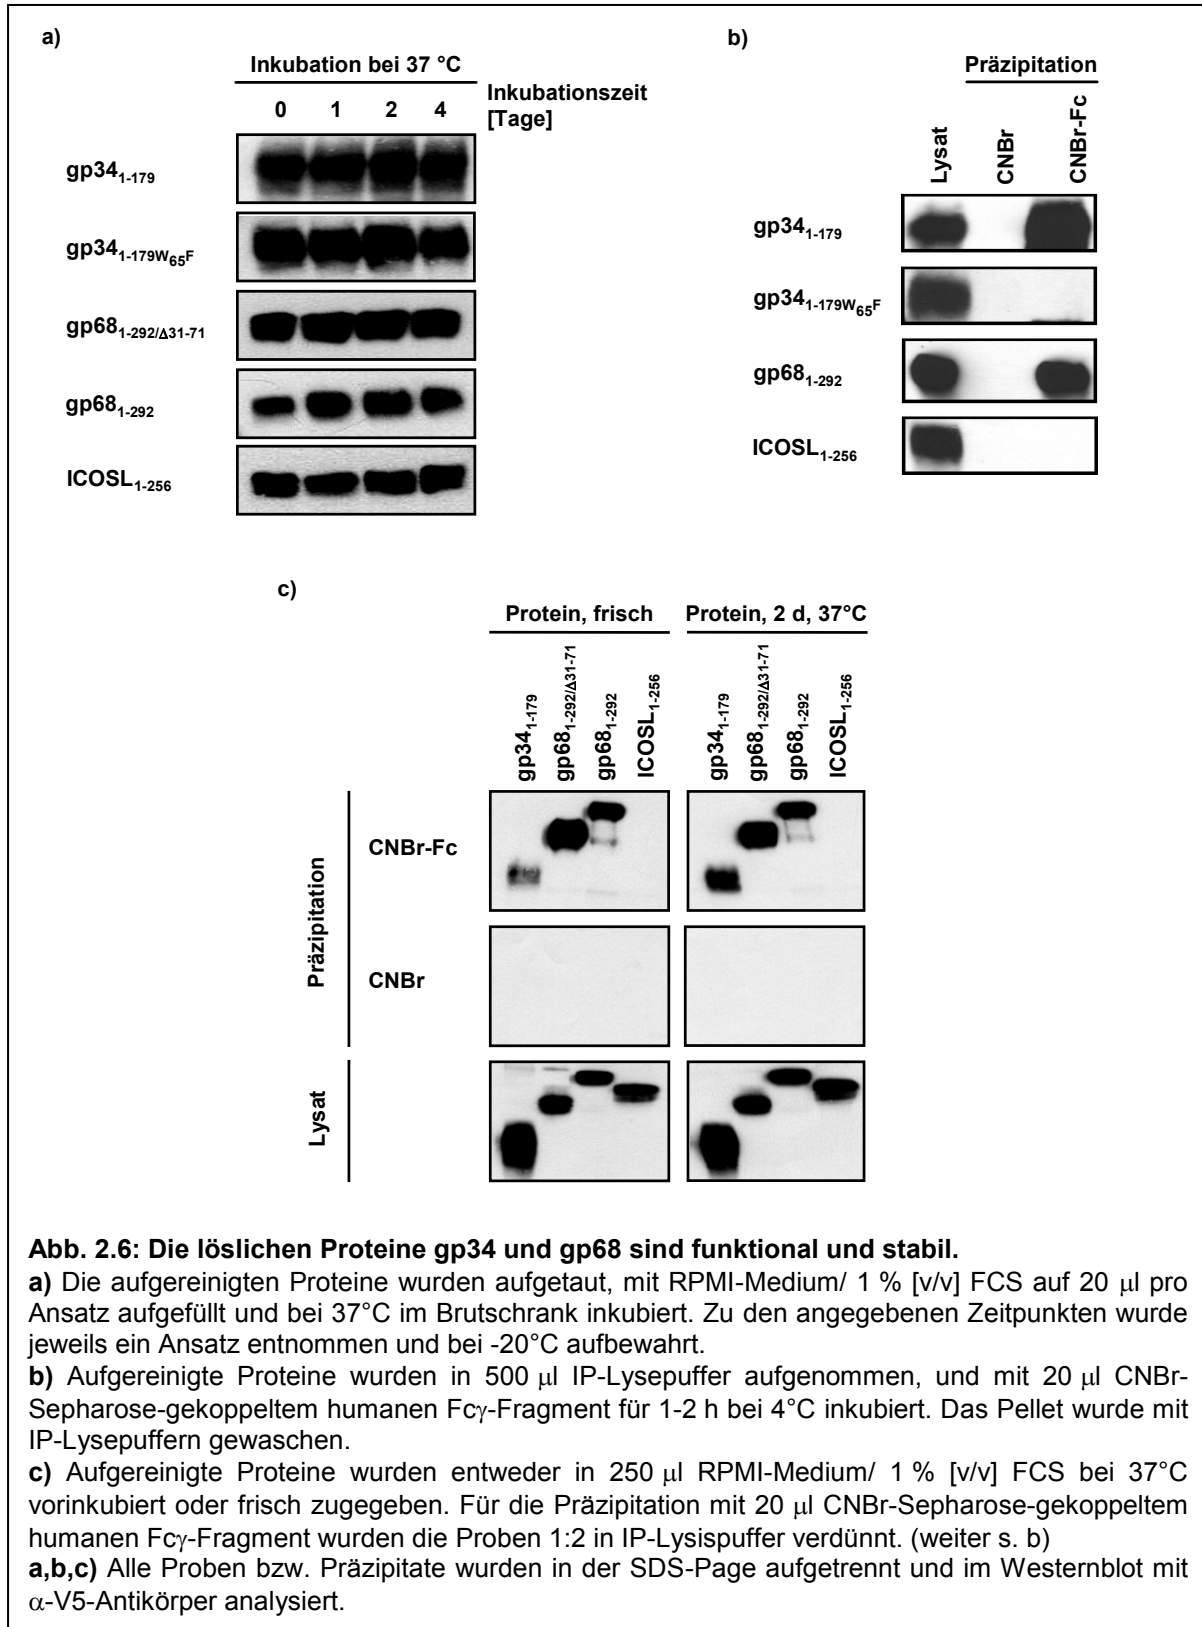 a)
Inkubation bei 37 °C
0 1 2 4
Inkubationszeit
[Tage]
gp34₁₋₁₇₉
gp34₁₋₁₇₉W₆₅F
gp68₁₋₂₉₂/Δ₃₁₋₇₁
gp68₁₋₂₉₂
ICOSL₁₋₂₅₆
b)
Präzipitation
Lysat
CNBr
CNBr-Fc
gp34₁₋₁₇₉
gp34₁₋₁₇₉W₆₅F
gp68₁₋₂₉₂
ICOSL₁₋₂₅₆
c)
Protein, frisch
Protein, 2 d, 37°C
gp34₁₋₁₇₉
gp68₁₋₂₉₂/Δ₃₁₋₇₁
gp68₁₋₂₉₂
ICOSL₁₋₂₅₆
gp34₁₋₁₇₉
gp68₁₋₂₉₂/Δ₃₁₋₇₁
gp68₁₋₂₉₂
ICOSL₁₋₂₅₆
Präzipitation
CNBr-Fc
CNBr
Lysat
Abb. 2.6: Die löslichen Proteine gp34 und gp68 sind funktional und stabil.
a) Die aufgereinigten Proteine wurden aufgetaut, mit RPMI-Medium/ 1 % [v/v] FCS auf 20 µl pro
Ansatz aufgefüllt und bei 37°C im Brutschrank inkubiert. Zu den angegebenen Zeitpunkten wurde
jeweils ein Ansatz entnommen und bei -20°C aufbewahrt.
b) Aufgereinigte Proteine wurden in 500 µl IP-Lysepuffer aufgenommen, und mit 20 µl CNBr-
Sepharose-gekoppeltem humanen Fcγ-Fragment für 1-2 h bei 4°C inkubiert. Das Pellet wurde mit
IP-Lysepuffern gewaschen.
c) Aufgereinigte Proteine wurden entweder in 250 µl RPMI-Medium/ 1 % [v/v] FCS bei 37°C
vorinkubiert oder frisch zugegeben. Für die Präzipitation mit 20 µl CNBr-Sepharose-gekoppeltem
humanen Fcγ-Fragment wurden die Proben 1:2 in IP-Lysispuffer verdünnt. (weiter s. b)
a,b,c) Alle Proben bzw. Präzipitate wurden in der SDS-Page aufgetrennt und im Westernblot mit
α-V5-Antikörper analysiert.